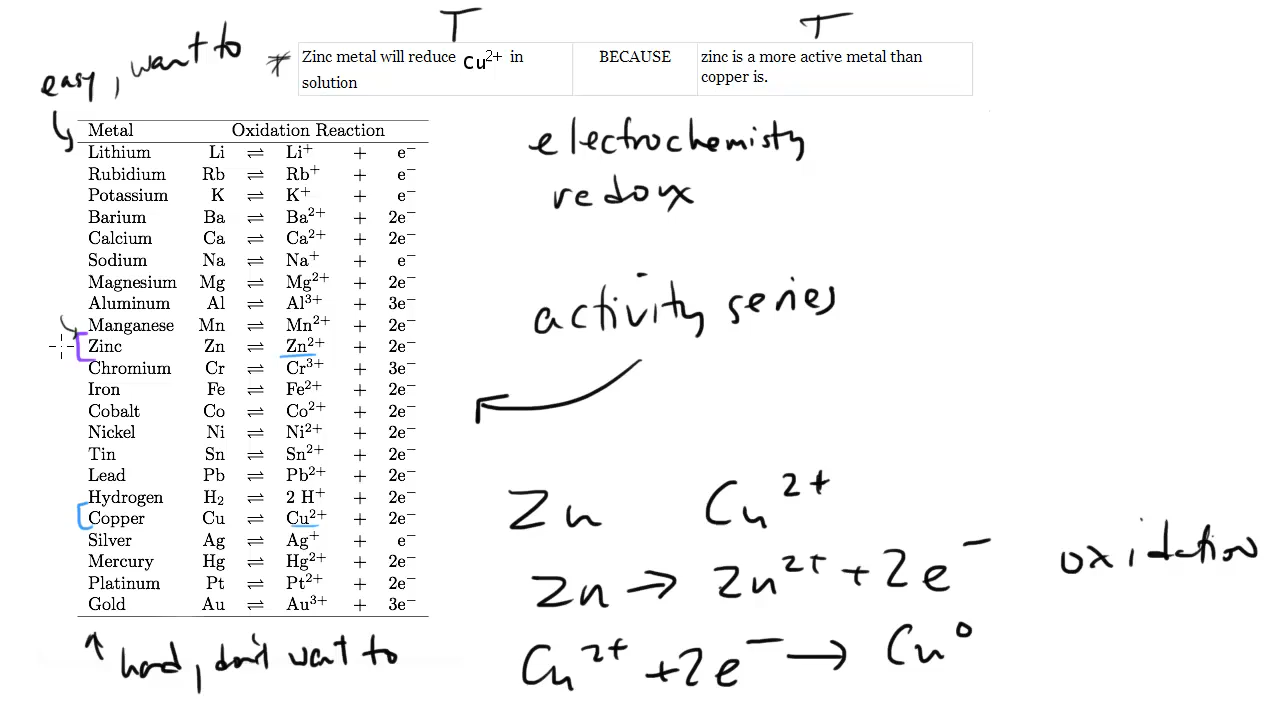 T T
easy, want to
* Zinc metal will reduce Cu²⁺ in BECAUSE zinc is a more active metal than
solution copper is.
Metal Oxidation Reaction
Lithium Li ⇌ Li⁺ + e⁻
Rubidium Rb ⇌ Rb⁺ + e⁻
Potassium K ⇌ K⁺ + e⁻
Barium Ba ⇌ Ba²⁺ + 2e⁻
Calcium Ca ⇌ Ca²⁺ + 2e⁻
Sodium Na ⇌ Na⁺ + e⁻
Magnesium Mg ⇌ Mg²⁺ + 2e⁻
Aluminum Al ⇌ Al³⁺ + 3e⁻
Manganese Mn ⇌ Mn²⁺ + 2e⁻
Zinc Zn ⇌ Zn²⁺ + 2e⁻
Chromium Cr ⇌ Cr³⁺ + 3e⁻
Iron Fe ⇌ Fe²⁺ + 2e⁻
Cobalt Co ⇌ Co²⁺ + 2e⁻
Nickel Ni ⇌ Ni²⁺ + 2e⁻
Tin Sn ⇌ Sn²⁺ + 2e⁻
Lead Pb ⇌ Pb²⁺ + 2e⁻
Hydrogen H₂ ⇌ 2 H⁺ + 2e⁻
Copper Cu ⇌ Cu²⁺ + 2e⁻
Silver Ag ⇌ Ag⁺ + e⁻
Mercury Hg ⇌ Hg²⁺ + 2e⁻
Platinum Pt ⇌ Pt²⁺ + 2e⁻
Gold Au ⇌ Au³⁺ + 3e⁻
hard, don't want to
electrochemisty
redox
activity series
Zn Cu²⁺
Zn → Zn²⁺ + 2e⁻ oxidation
Cu²⁺ + 2e⁻ → Cu⁰